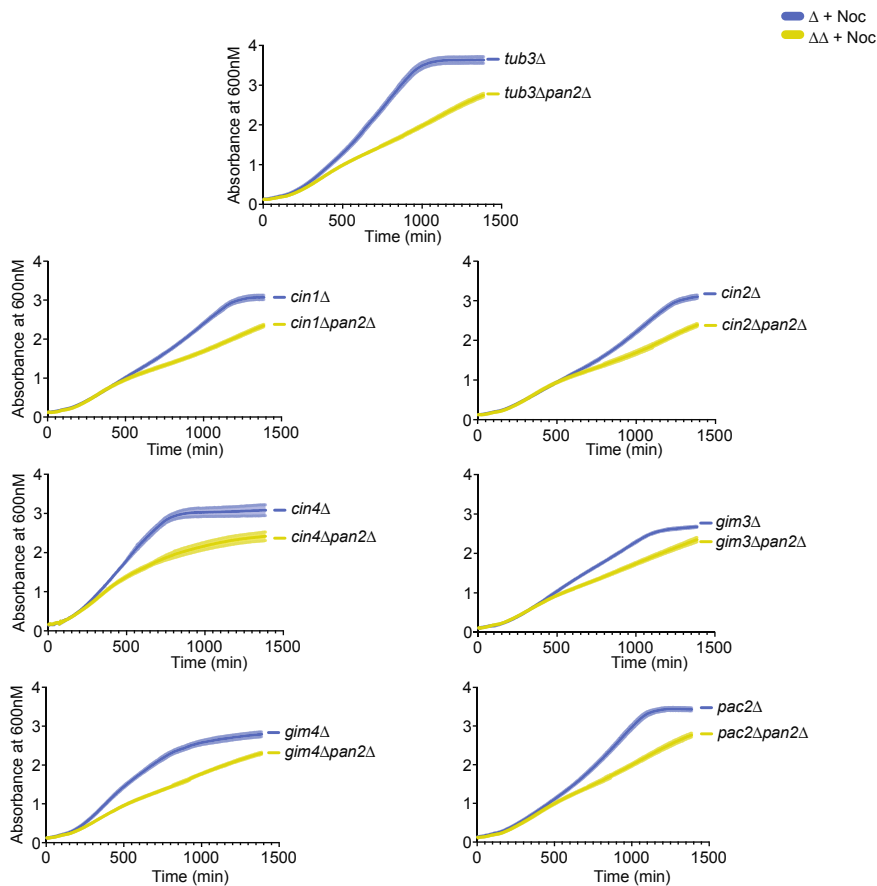 Δ + Noc
ΔΔ + Noc
Absorbance at 600nM
4
3
2
1
0
0 500 1000 1500
Time (min)
tub3Δ
tub3Δpan2Δ
Absorbance at 600nM
4
3
2
1
0
0 500 1000 1500
Time (min)
cin1Δ
cin1Δpan2Δ
4
3
2
1
0
0 500 1000 1500
Time (min)
cin2Δ
cin2Δpan2Δ
Absorbance at 600nM
4
3
2
1
0
0 500 1000 1500
Time (min)
cin4Δ
cin4Δpan2Δ
4
3
2
1
0
0 500 1000 1500
Time (min)
gim3Δ
gim3Δpan2Δ
Absorbance at 600nM
4
3
2
1
0
0 500 1000 1500
Time (min)
gim4Δ
gim4Δpan2Δ
4
3
2
1
0
0 500 1000 1500
Time (min)
pac2Δ
pac2Δpan2Δ